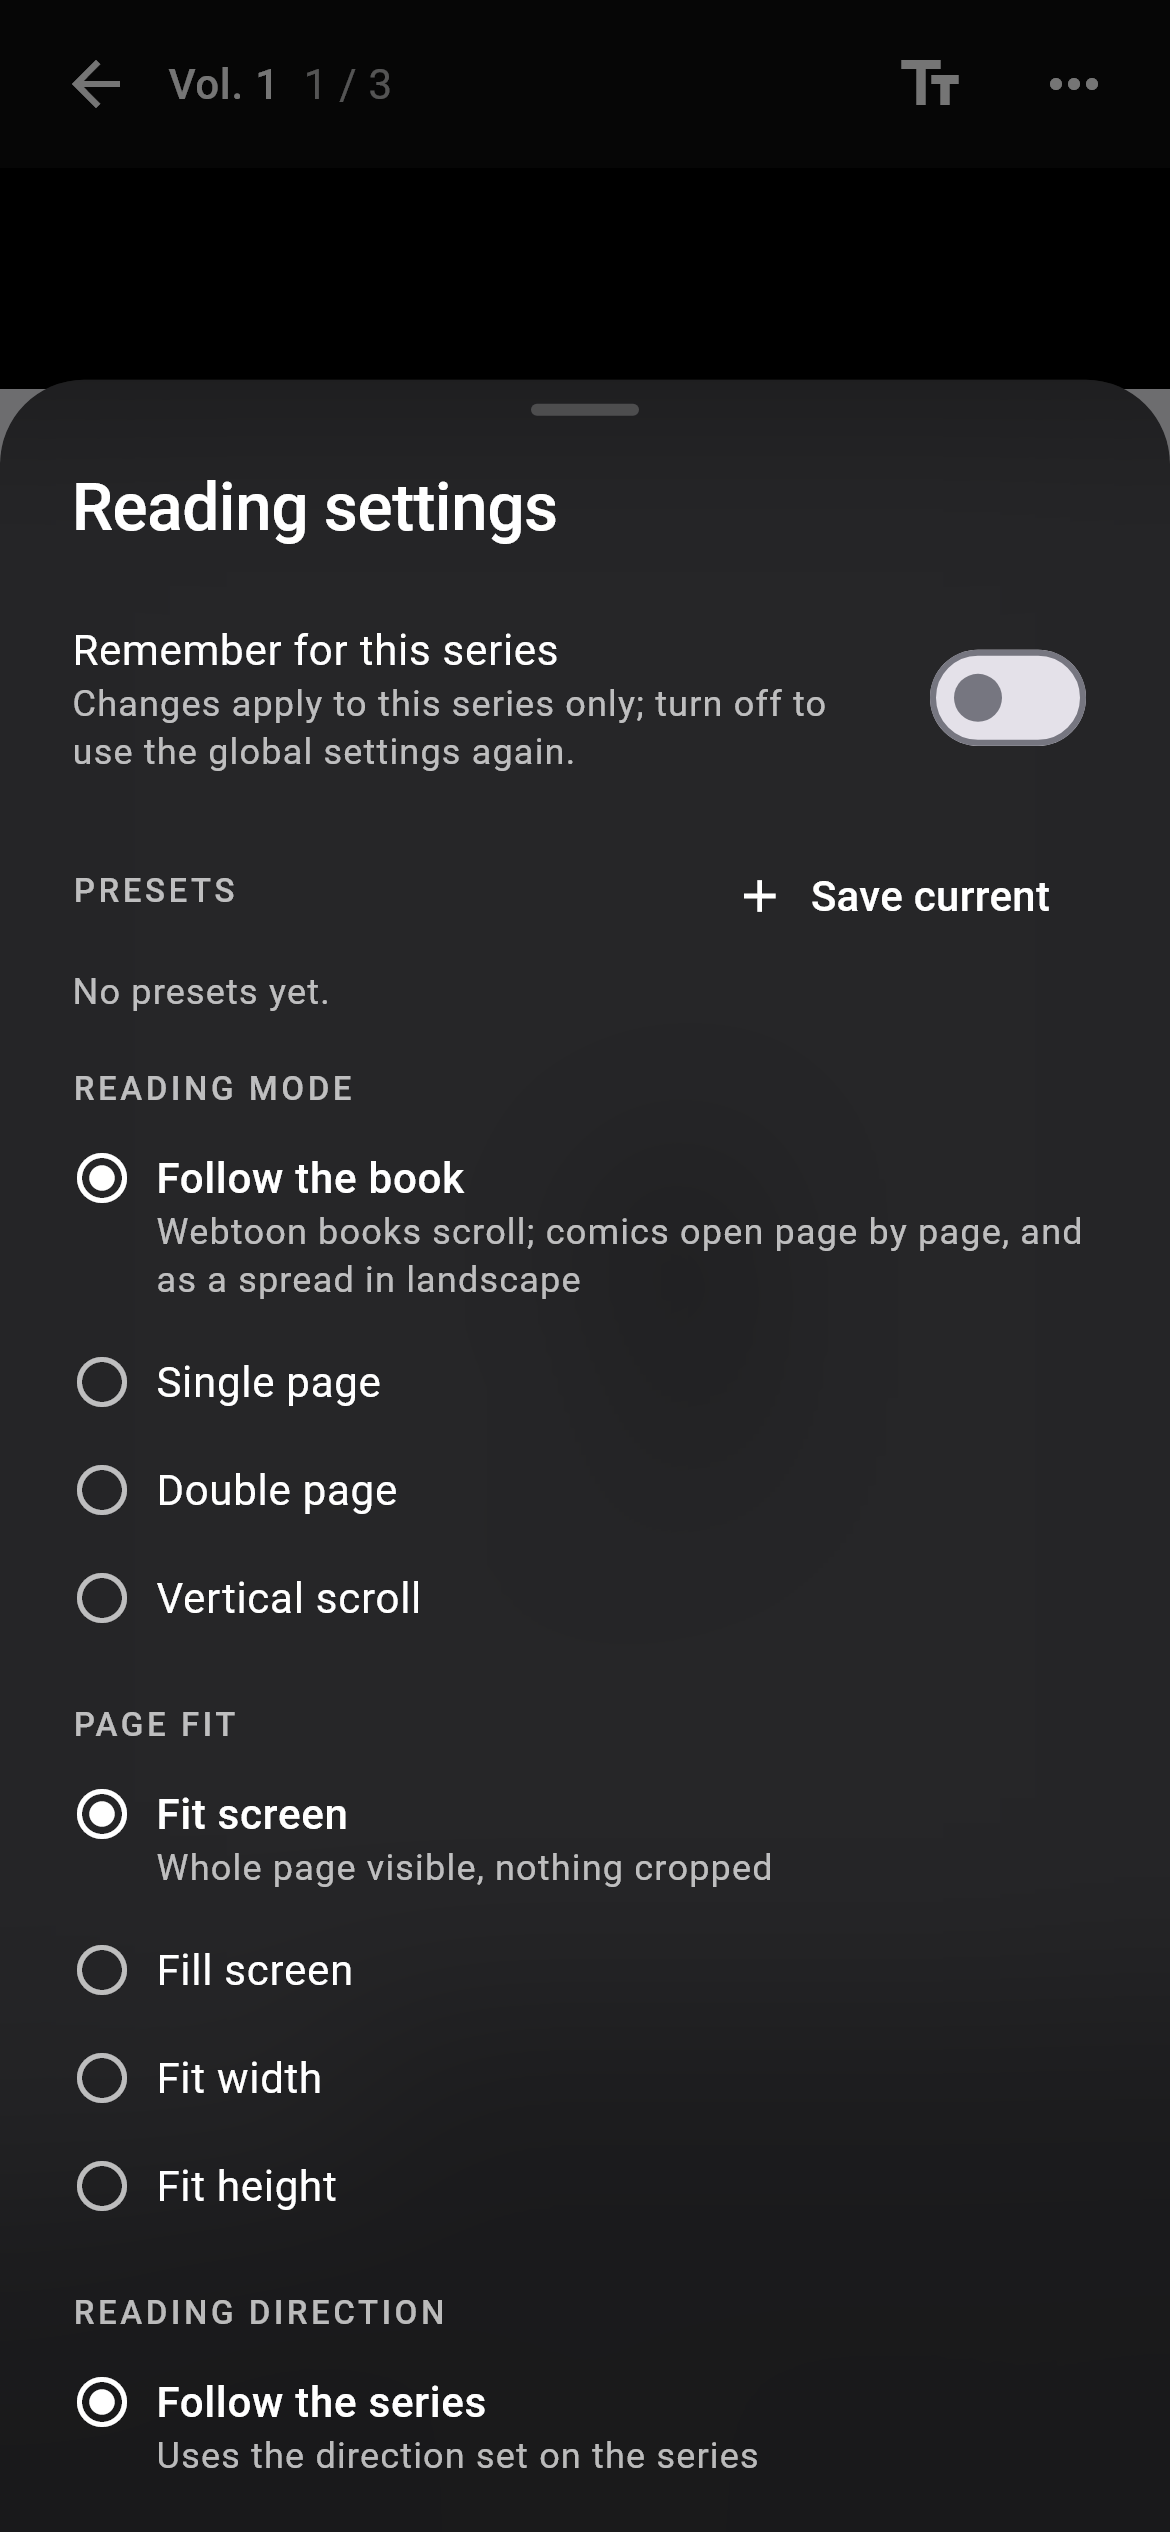 Vol. 1 1 / 3
Reading settings
Remember for this series
Changes apply to this series only; turn off to
use the global settings again.
PRESETS
Save current
No presets yet.
READING MODE
Follow the book
Webtoon books scroll; comics open page by page, and
as a spread in landscape
Single page
Double page
Vertical scroll
PAGE FIT
Fit screen
Whole page visible, nothing cropped
Fill screen
Fit width
Fit height
READING DIRECTION
Follow the series
Uses the direction set on the series